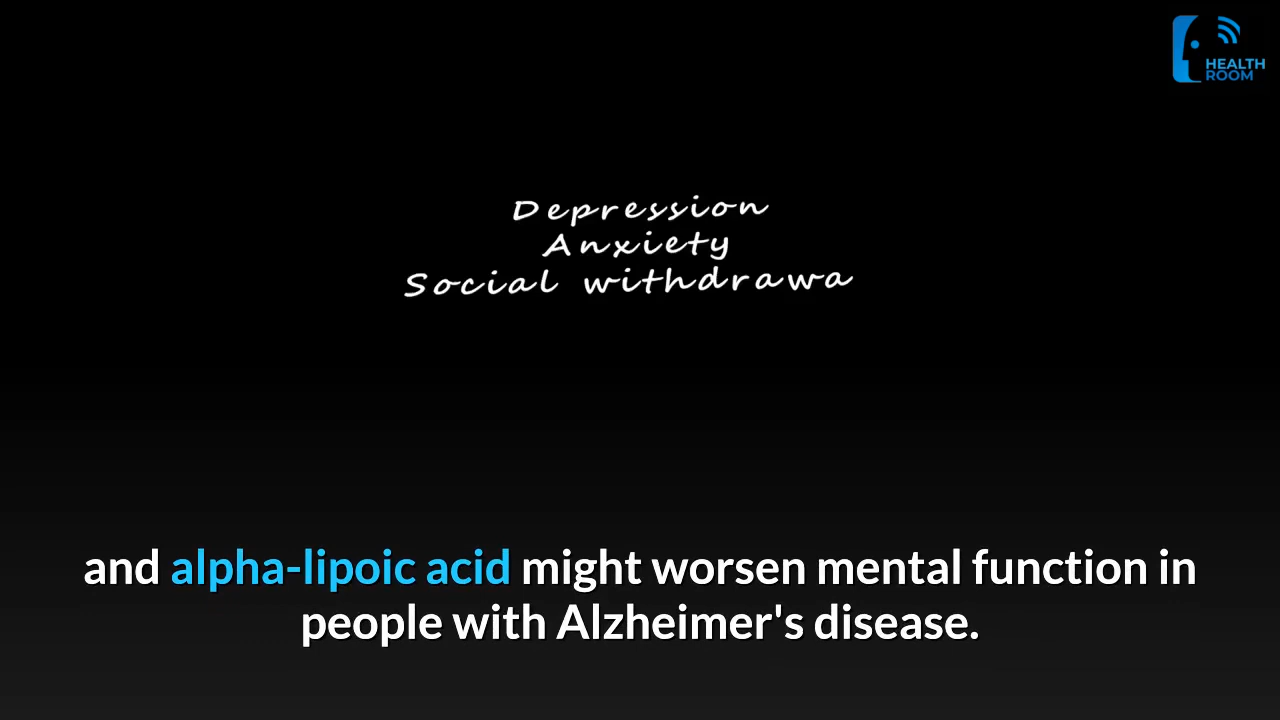 HEALTH
ROOM
Depression
Anxiety
Social withdrawa
and alpha-lipoic acid might worsen mental function in
people with Alzheimer's disease.